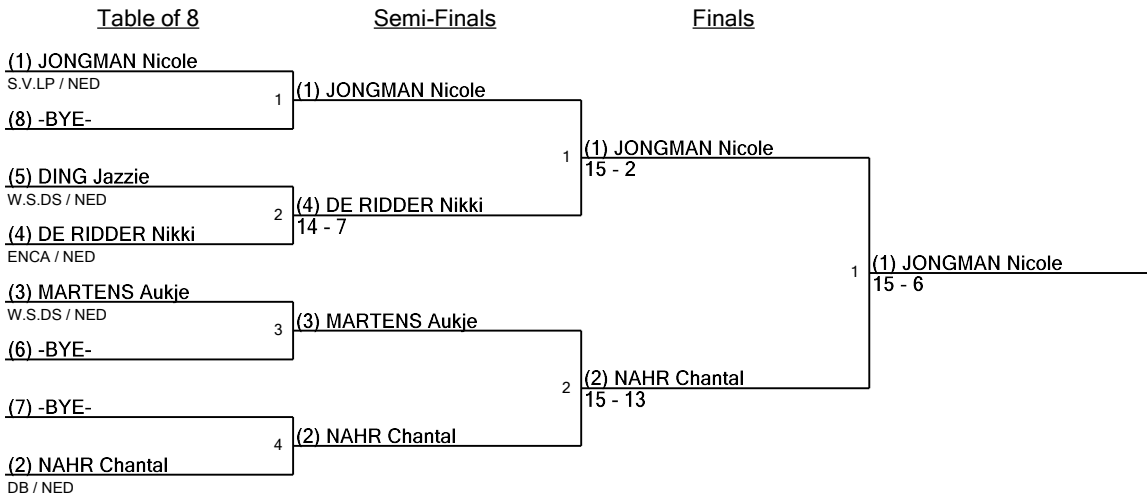 Table of 8 Semi-Finals Finals
(1) JONGMAN Nicole
S.V.LP / NED
1 (1) JONGMAN Nicole
(8) -BYE-
1 (1) JONGMAN Nicole
15 - 2
(5) DING Jazzie
W.S.DS / NED
2 (4) DE RIDDER Nikki
14 - 7
(4) DE RIDDER Nikki
ENCA / NED
1 (1) JONGMAN Nicole
15 - 6
(3) MARTENS Aukje
W.S.DS / NED
3 (3) MARTENS Aukje
(6) -BYE-
2 (2) NAHR Chantal
15 - 13
(7) -BYE-
4 (2) NAHR Chantal
(2) NAHR Chantal
DB / NED